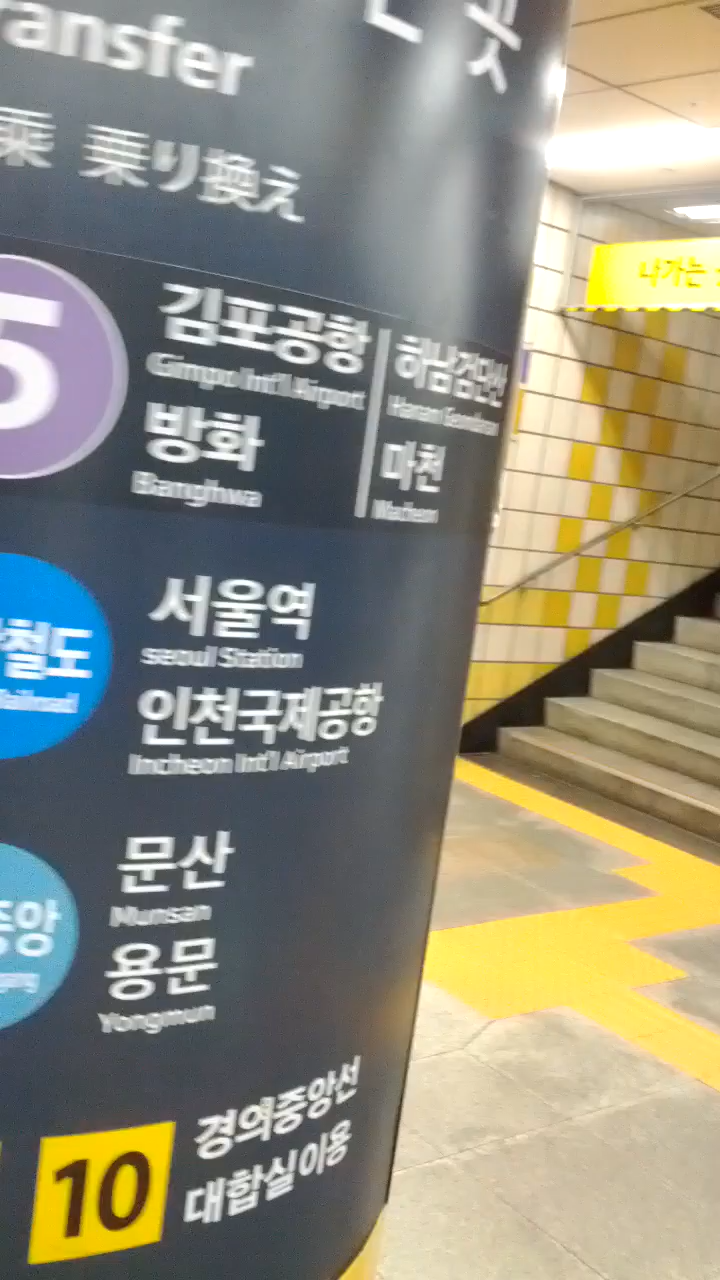 ransfer
乗 乗り換え
5
김포공항
Gimpo Int'l Airport
방화
Banghwa
하남검단산
Hanam Geomdansan
마천
Macheon
철도
Railroad
서울역
seoul Station
인천국제공항
Incheon Int'l Airport
중앙
문산
Munsan
용문
Yongmun
10
경의중앙선
대합실이용
나가는